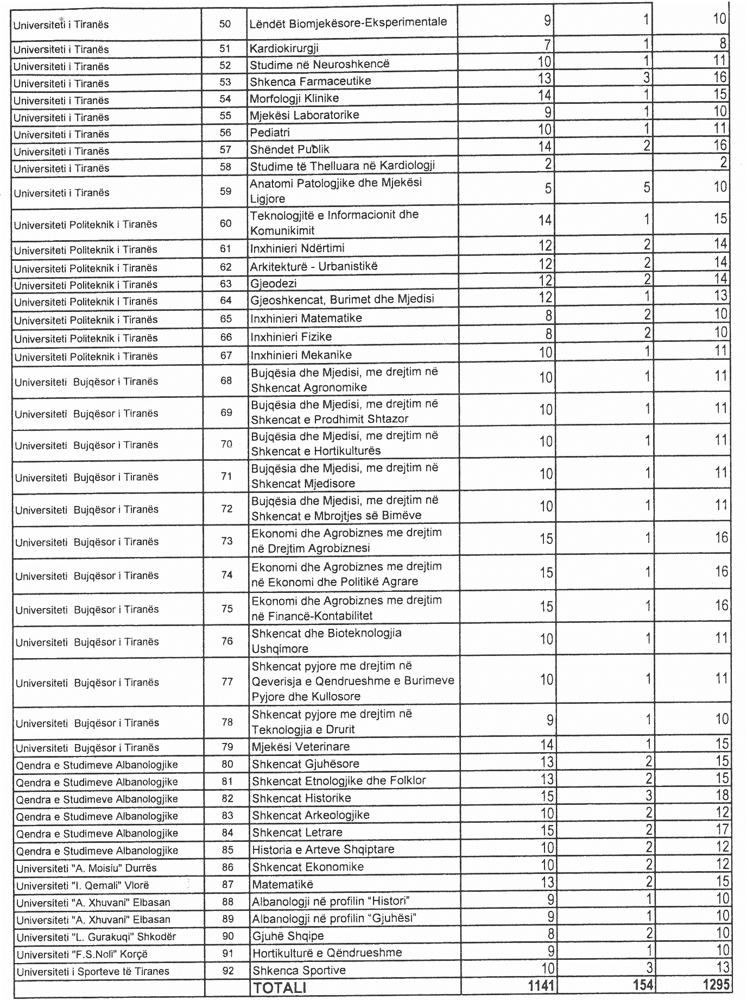 Universiteti i Tiranës 50 Lëndët Biomjekësore-Eksperimentale 9 1 10
Universiteti i Tiranës 51 Kardiokirurgji 7 1 8
Universiteti i Tiranës 52 Studime në Neuroshkencë 10 1 11
Universiteti i Tiranës 53 Shkenca Farmaceutike 13 3 16
Universiteti i Tiranës 54 Morfologji Klinike 14 1 15
Universiteti i Tiranës 55 Mjekësi Laboratorike 9 1 10
Universiteti i Tiranës 56 Pediatri 10 1 11
Universiteti i Tiranës 57 Shëndet Publik 14 2 16
Universiteti i Tiranës 58 Studime të Thelluara në Kardiologji 2 2
Universiteti i Tiranës 59 Anatomi Patologjike dhe Mjekësi
Ligjore 5 5 10
Universiteti Politeknik i Tiranës 60 Teknologjitë e Informacionit dhe
Komunikimit 14 1 15
Universiteti Politeknik i Tiranës 61 Inxhinieri Ndërtimi 12 2 14
Universiteti Politeknik i Tiranës 62 Arkitekturë - Urbanistikë 12 2 14
Universiteti Politeknik i Tiranës 63 Gjeodezi 12 2 14
Universiteti Politeknik i Tiranës 64 Gjeoshkencat, Burimet dhe Mjedisi 12 1 13
Universiteti Politeknik i Tiranës 65 Inxhinieri Matematike 8 2 10
Universiteti Politeknik i Tiranës 66 Inxhinieri Fizike 8 2 10
Universiteti Politeknik i Tiranës 67 Inxhinieri Mekanike 10 1 11
Universiteti Bujqësor i Tiranës 68 Bujqësia dhe Mjedisi, me drejtim në
Shkencat Agronomike 10 1 11
Universiteti Bujqësor i Tiranës 69 Bujqësia dhe Mjedisi, me drejtim në
Shkencat e Prodhimit Shtazor 10 1 11
Universiteti Bujqësor i Tiranës 70 Bujqësia dhe Mjedisi, me drejtim në
Shkencat e Hortikulturës 10 1 11
Universiteti Bujqësor i Tiranës 71 Bujqësia dhe Mjedisi, me drejtim në
Shkencat Mjedisore 10 1 11
Universiteti Bujqësor i Tiranës 72 Bujqësia dhe Mjedisi, me drejtim në
Shkencat e Mbrojtjes së Bimëve 10 1 11
Universiteti Bujqësor i Tiranës 73 Ekonomi dhe Agrobiznes me drejtim
në Drejtim Agrobiznesi 15 1 16
Universiteti Bujqësor i Tiranës 74 Ekonomi dhe Agrobiznes me drejtim
në Ekonomi dhe Politikë Agrare 15 1 16
Universiteti Bujqësor i Tiranës 75 Ekonomi dhe Agrobiznes me drejtim
në Financë-Kontabilitet 15 1 16
Universiteti Bujqësor i Tiranës 76 Shkencat dhe Bioteknologjia
Ushqimore 10 1 11
Universiteti Bujqësor i Tiranës 77 Shkencat pyjore me drejtim në
Qeverisja e Qendrueshme e Burimeve
Pyjore dhe Kullosore 10 1 11
Universiteti Bujqësor i Tiranës 78 Shkencat pyjore me drejtim në
Teknologjia e Drurit 9 1 10
Universiteti Bujqësor i Tiranës 79 Mjekësi Veterinare 14 1 15
Qendra e Studimeve Albanologjike 80 Shkencat Gjuhësore 13 2 15
Qendra e Studimeve Albanologjike 81 Shkencat Etnologjike dhe Folklor 13 2 15
Qendra e Studimeve Albanologjike 82 Shkencat Historike 15 3 18
Qendra e Studimeve Albanologjike 83 Shkencat Arkeologjike 10 2 12
Qendra e Studimeve Albanologjike 84 Shkencat Letrare 15 2 17
Qendra e Studimeve Albanologjike 85 Historia e Arteve Shqiptare 10 2 12
Universiteti "A. Moisiu" Durrës 86 Shkencat Ekonomike 10 2 12
Universiteti "I. Qemali" Vlorë 87 Matematikë 13 2 15
Universiteti "A. Xhuvani" Elbasan 88 Albanologji në profilin “Histori” 9 1 10
Universiteti "A. Xhuvani" Elbasan 89 Albanologji në profilin “Gjuhësi” 9 1 10
Universiteti "L. Gurakuqi" Shkodër 90 Gjuhë Shqipe 8 2 10
Universiteti "F.S.Noli" Korçë 91 Hortikulturë e Qëndrueshme 9 1 10
Universiteti i Sporteve të Tiranes 92 Shkenca Sportive 10 3 13
TOTALI 1141 154 1295